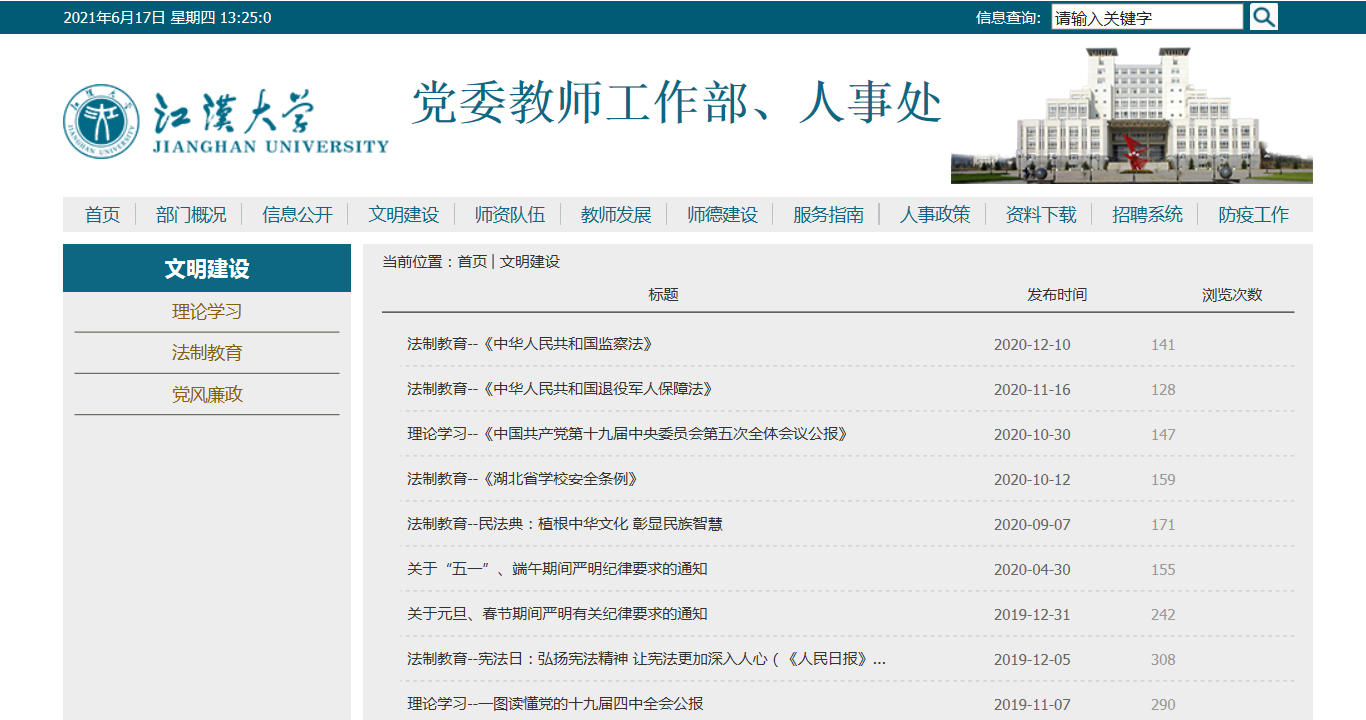 2021年6月17日 星期四 13:25:0 信息查询: 请输入关键字
江漢大学
JIANGHAN UNIVERSITY
党委教师工作部、人事处
首页 部门概况 信息公开 文明建设 师资队伍 教师发展 师德建设 服务指南 人事政策 资料下载 招聘系统 防疫工作
文明建设
理论学习
法制教育
党风廉政
当前位置：首页 | 文明建设
标题 发布时间 浏览次数
法制教育--《中华人民共和国监察法》 2020-12-10 141
法制教育--《中华人民共和国退役军人保障法》 2020-11-16 128
理论学习--《中国共产党第十九届中央委员会第五次全体会议公报》 2020-10-30 147
法制教育--《湖北省学校安全条例》 2020-10-12 159
法制教育--民法典：植根中华文化 彰显民族智慧 2020-09-07 171
关于“五一”、端午期间严明纪律要求的通知 2020-04-30 155
关于元旦、春节期间严明有关纪律要求的通知 2019-12-31 242
法制教育--宪法日：弘扬宪法精神 让宪法更加深入人心（《人民日报》... 2019-12-05 308
理论学习--一图读懂党的十九届四中全会公报 2019-11-07 290